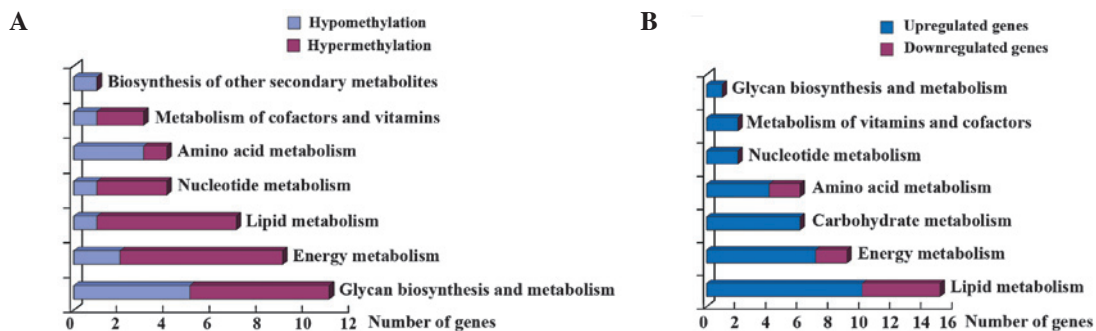 A
Hypomethylation
Hypermethylation
Biosynthesis of other secondary metabolites
Metabolism of cofactors and vitamins
Amino acid metabolism
Nucleotide metabolism
Lipid metabolism
Energy metabolism
Glycan biosynthesis and metabolism
0 2 4 6 8 10 12
Number of genes
B
Upregulated genes
Downregulated genes
Glycan biosynthesis and metabolism
Metabolism of vitamins and cofactors
Nucleotide metabolism
Amino acid metabolism
Carbohydrate metabolism
Energy metabolism
Lipid metabolism
0 2 4 6 8 10 12 14 16
Number of genes